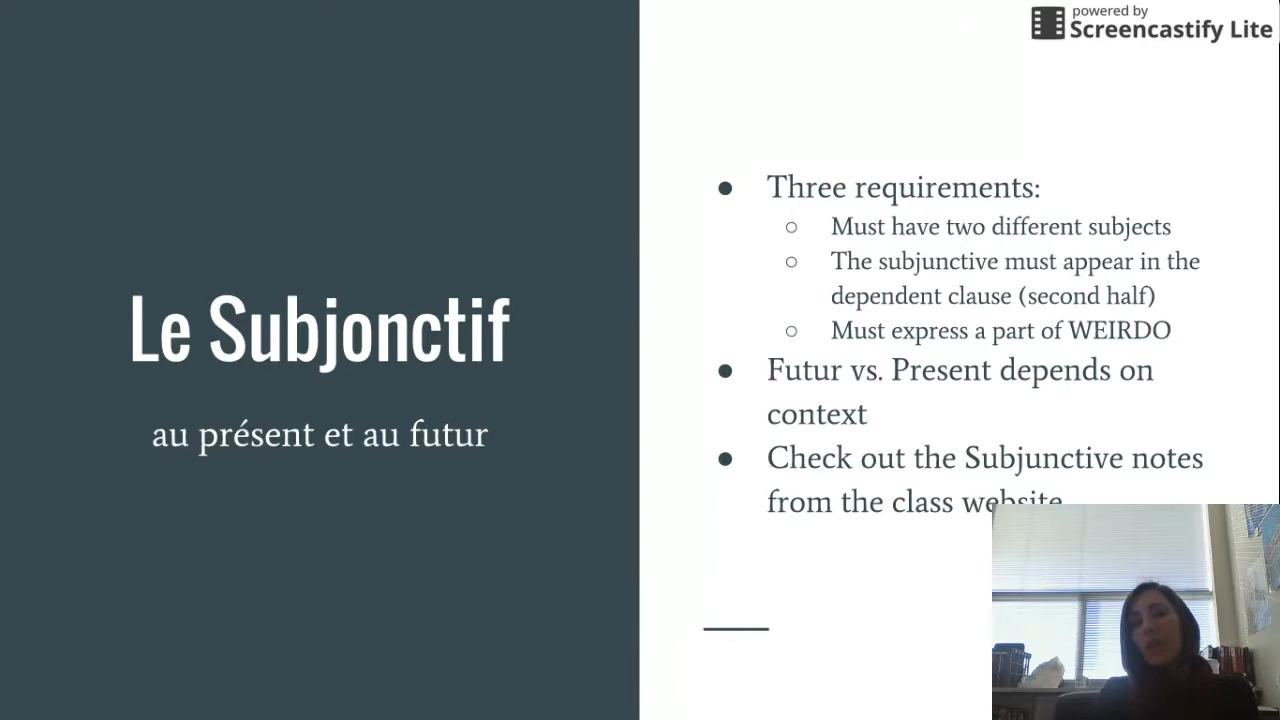 powered by
Screencastify Lite
Le Subjonctif
au présent et au futur
● Three requirements:
○ Must have two different subjects
○ The subjunctive must appear in the
dependent clause (second half)
○ Must express a part of WEIRDO
● Futur vs. Present depends on
context
● Check out the Subjunctive notes
from the class website